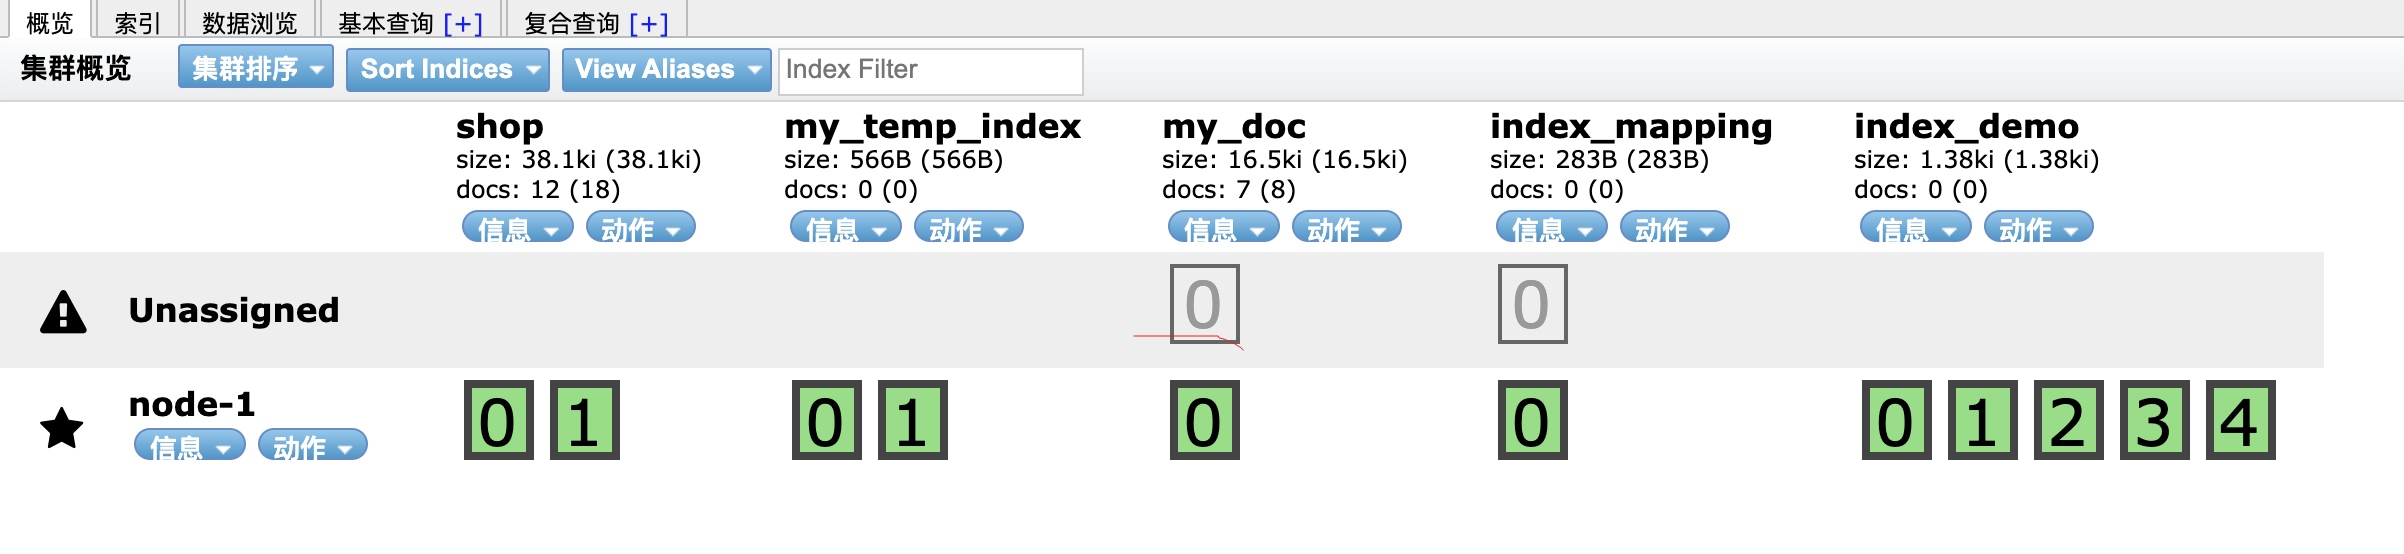 概览 索引 数据浏览 基本查询 [+] 复合查询 [+]
集群概览 集群排序 Sort Indices View Aliases Index Filter
shop my_temp_index my_doc index_mapping index_demo
size: 38.1ki (38.1ki) size: 566B (566B) size: 16.5ki (16.5ki) size: 283B (283B) size: 1.38ki (1.38ki)
docs: 12 (18) docs: 0 (0) docs: 7 (8) docs: 0 (0) docs: 0 (0)
信息 动作 信息 动作 信息 动作 信息 动作 信息 动作
Unassigned 0 0
node-1 0 1 0 1 0 0 0 1 2 3 4
信息 动作